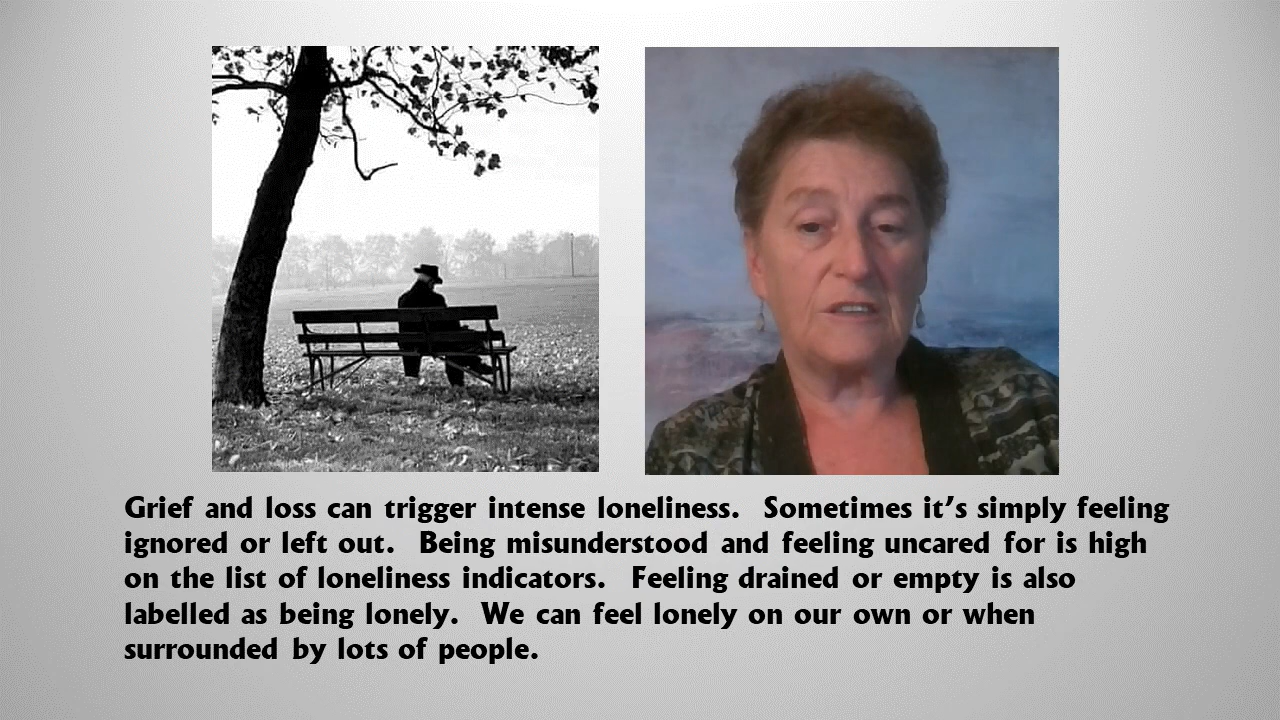 Grief and loss can trigger intense loneliness.  Sometimes it's simply feeling
ignored or left out.  Being misunderstood and feeling uncared for is high
on the list of loneliness indicators.  Feeling drained or empty is also
labelled as being lonely.  We can feel lonely on our own or when
surrounded by lots of people.